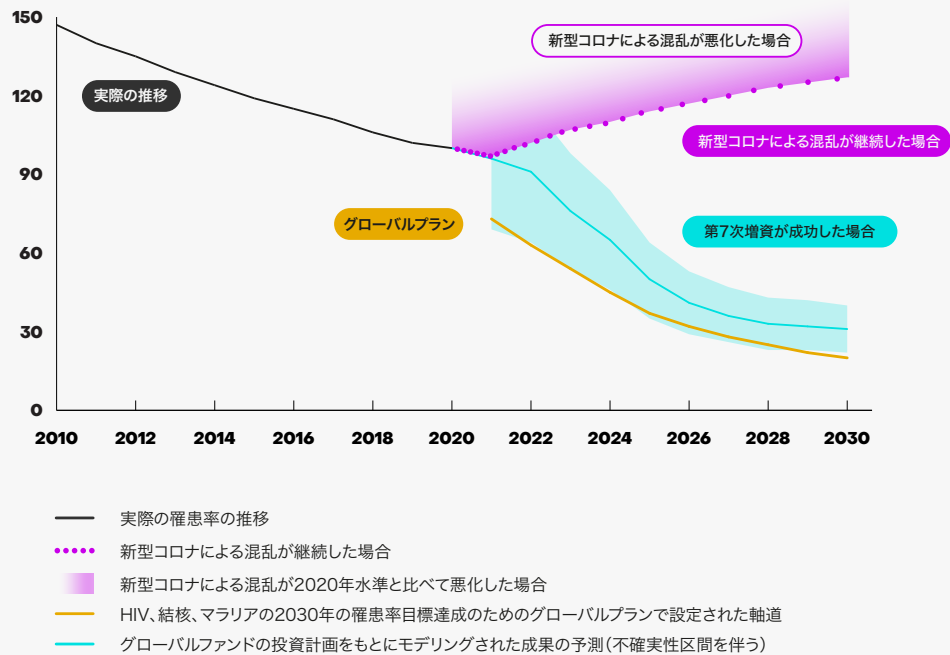 150
120
90
60
30
0
新型コロナによる混乱が悪化した場合
実際の推移
新型コロナによる混乱が継続した場合
グローバルプラン
第7次増資が成功した場合
2010 2012 2014 2016 2018 2020 2022 2024 2026 2028 2030
実際の罹患率の推移
新型コロナによる混乱が継続した場合
新型コロナによる混乱が2020年水準と比べて悪化した場合
HIV、結核、マラリアの2030年の罹患率目標達成のためのグローバルプランで設定された軌道
グローバルファンドの投資計画をもとにモデリングされた成果の予測(不確実性区間を伴う)